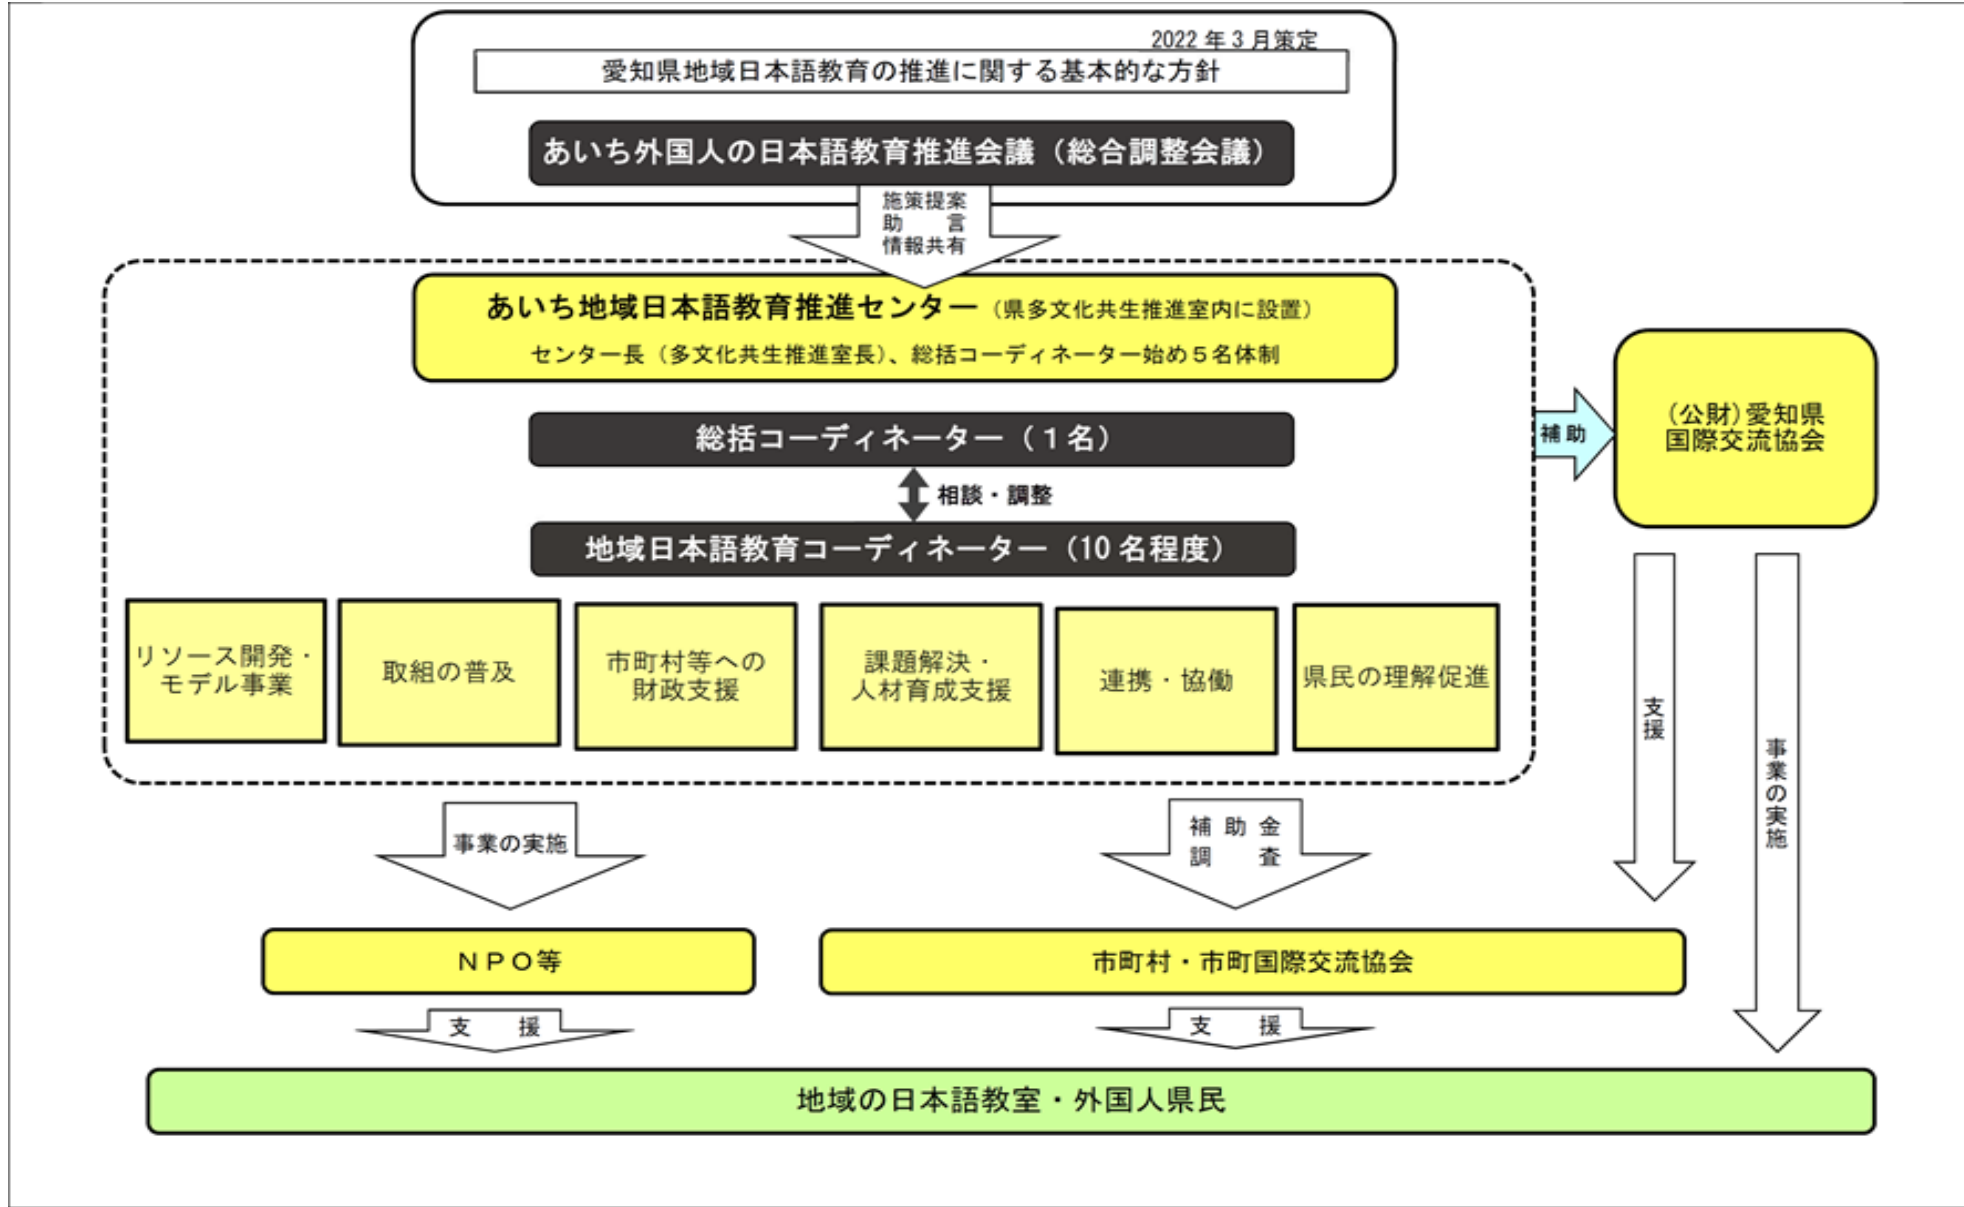 2022 年 3 月策定
愛知県地域日本語教育の推進に関する基本的な方針
あいち外国人の日本語教育推進会議（総合調整会議）
施策提案
助　言
情報共有
あいち地域日本語教育推進センター（県多文化共生推進室内に設置）
センター長（多文化共生推進室長）、総括コーディネーター始め５名体制
総括コーディネーター（１名）
相談・調整
地域日本語教育コーディネーター（10 名程度）
リソース開発・
モデル事業
取組の普及
市町村等への
財政支援
課題解決・
人材育成支援
連携・協働
県民の理解促進
補助
（公財）愛知県
国際交流協会
支援
事業の実施
事業の実施
補助金
調　査
ＮＰＯ等
市町村・市町国際交流協会
支　援
支　援
地域の日本語教室・外国人県民